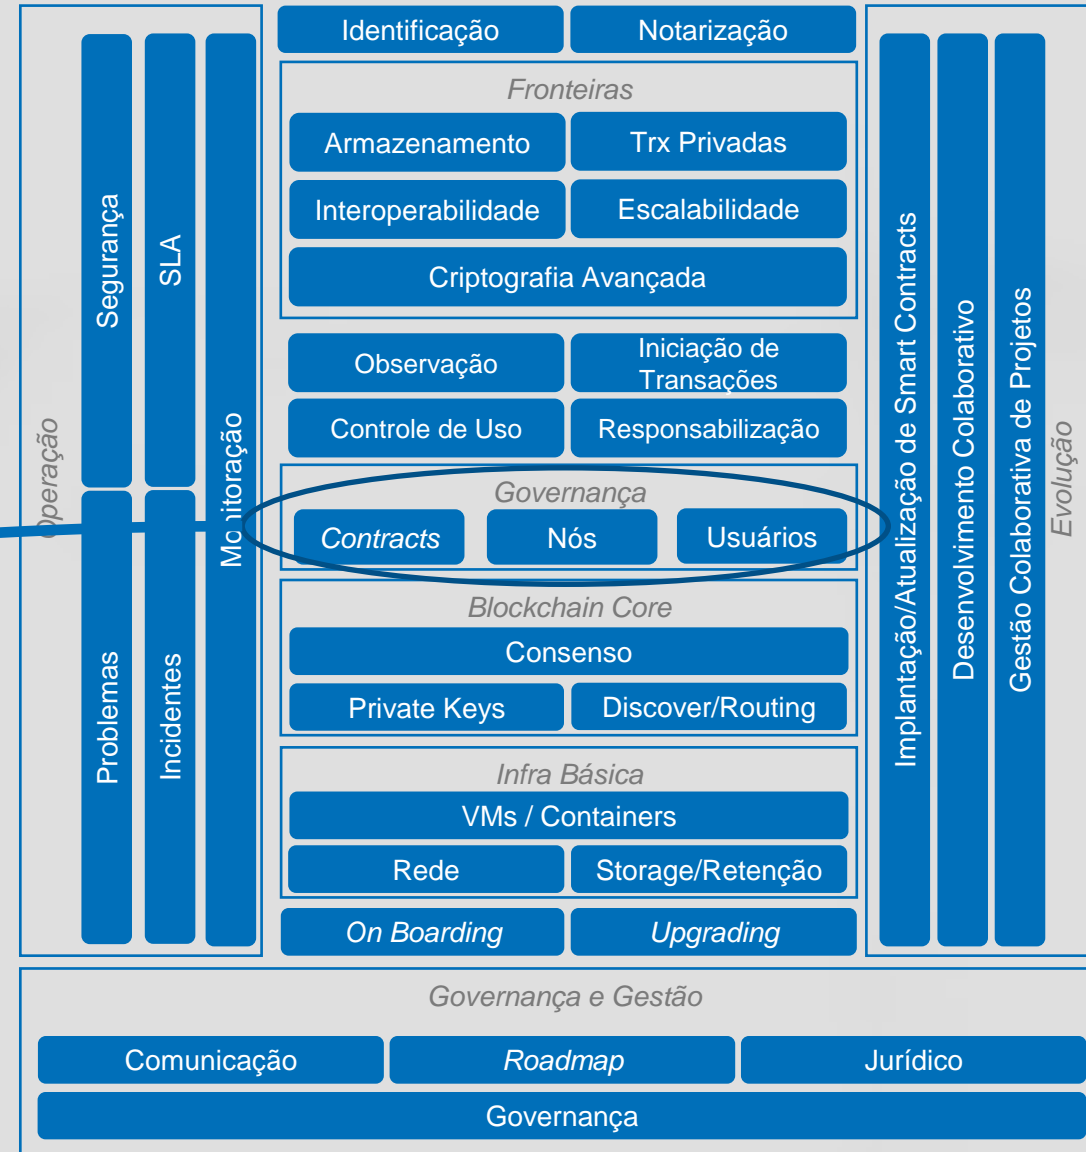 Identificação
Notarização
Operação
Segurança
SLA
Problemas
Incidentes
Monitoração
Fronteiras
Armazenamento
Trx Privadas
Interoperabilidade
Escalabilidade
Criptografia Avançada
Observação
Iniciação de
Transações
Controle de Uso
Responsabilização
Governança
Contracts
Nós
Usuários
Blockchain Core
Consenso
Private Keys
Discover/Routing
Infra Básica
VMs / Containers
Rede
Storage/Retenção
On Boarding
Upgrading
Implantação/Atualização de Smart Contracts
Desenvolvimento Colaborativo
Gestão Colaborativa de Projetos
Evolução
Governança e Gestão
Comunicação
Roadmap
Jurídico
Governança